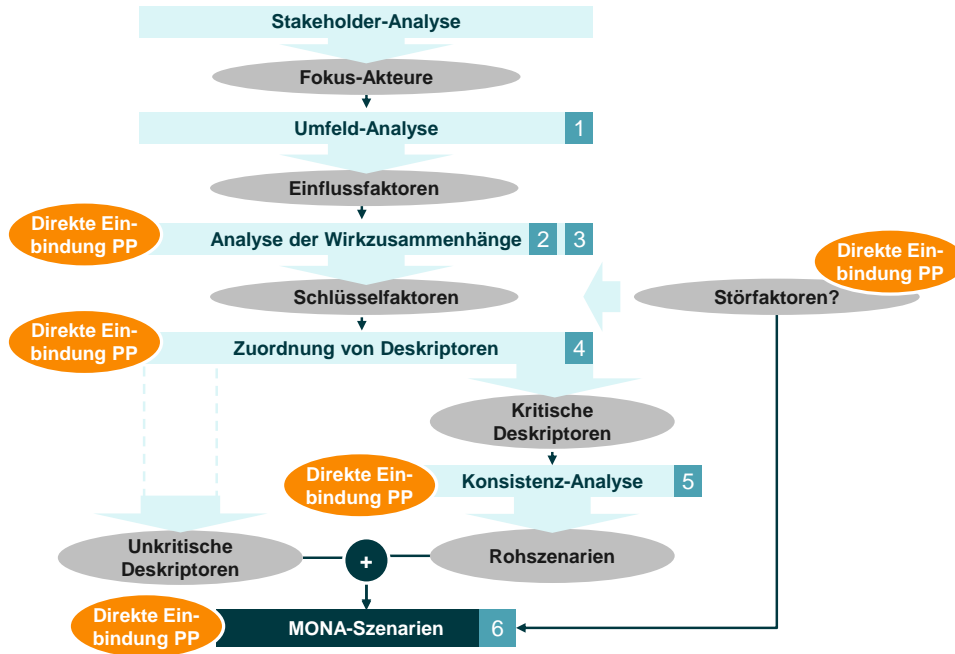 Stakeholder-Analyse
Fokus-Akteure
Umfeld-Analyse
1
Einflussfaktoren
Direkte Ein-
bindung PP
Analyse der Wirkzusammenhänge
2
3
Direkte Ein-
bindung PP
Schlüsselfaktoren
Störfaktoren?
Direkte Ein-
bindung PP
Zuordnung von Deskriptoren
4
Kritische
Deskriptoren
Direkte Ein-
bindung PP
Konsistenz-Analyse
5
Unkritische
Deskriptoren
+
Rohszenarien
Direkte Ein-
bindung PP
MONA-Szenarien
6